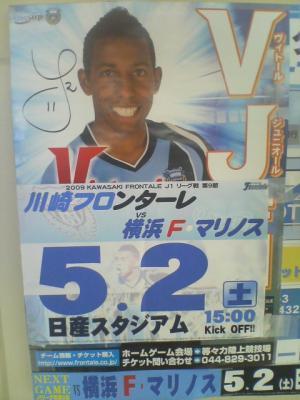 VJ
ヴィトール
ジュニオール
2009 KAWASAKI FRONTALE J1 リーグ戦 第9節
川崎フロンターレ
VS
横浜F・マリノス
5.2 土
15:00
Kick OFF!!
日産スタジアム
チーム情報・チケット購入
http://www.frontale.co.jp
ホームゲーム会場・等々力陸上競技場
チケット問い合わせ・044-829-3011
NEXT GAME
VS 横浜F・マリノス 5.2(土)